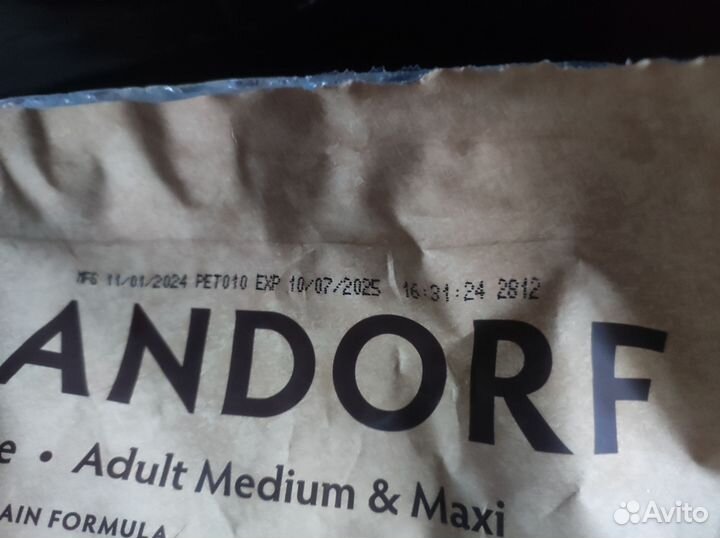 MFG 11/01/2024 PET010 EXP 10/07/2025 16:31:24 2812
ANDORF
e • Adult Medium & Maxi
AIN FORMULA
Avito